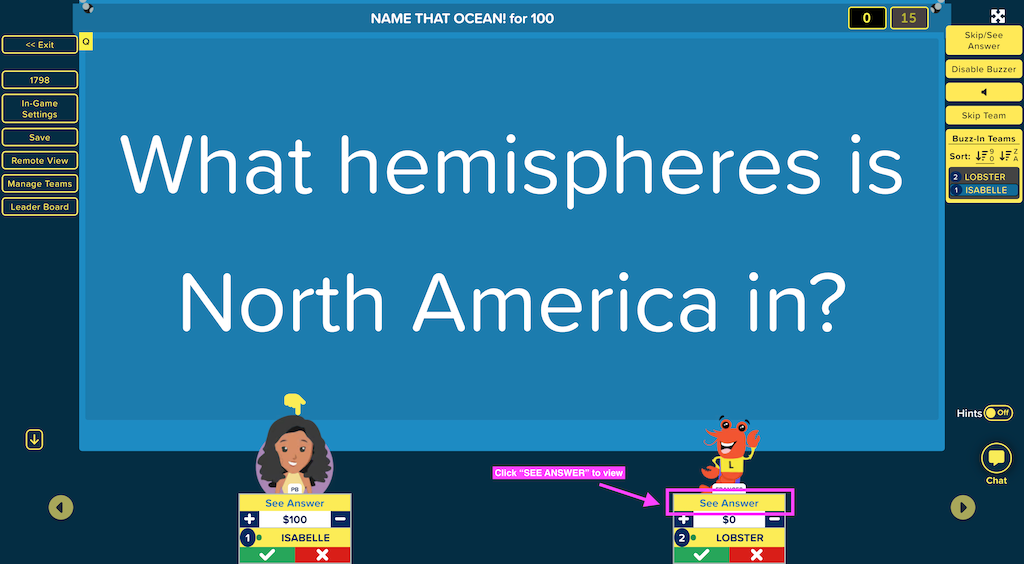 NAME THAT OCEAN! for 100
0 15
<< Exit
1798
In-Game
Settings
Save
Remote View
Manage Teams
Leader Board
Q
What hemispheres is
North America in?
Skip/See
Answer
Disable Buzzer
Skip Team
Buzz-In Teams
Sort: 9 0 Z A
2 LOBSTER
1 ISABELLE
Hints Off
Chat
PB
See Answer
$100
1 ISABELLE
Click "SEE ANSWER" to view
L
See Answer
$0
2 LOBSTER